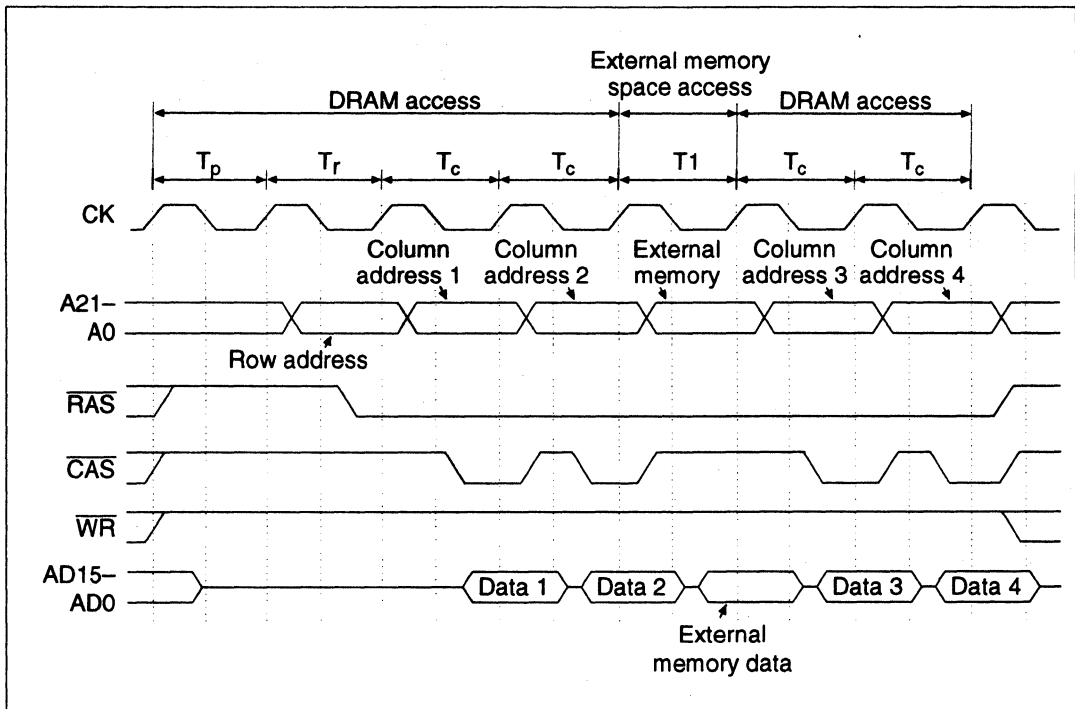 External memory
space access
DRAM access
DRAM access
Tp Tr Tc Tc T1 Tc Tc
CK
Column
address 1
Column
address 2
External
memory
Column
address 3
Column
address 4
A21–
A0
Row address
RAS
CAS
WR
AD15–
AD0
Data 1 Data 2 Data 3 Data 4
External
memory data